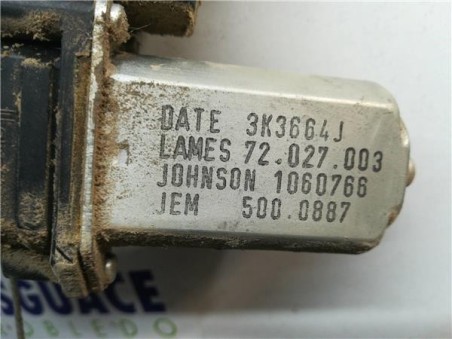 DATE 3K3664J
LAMES 72.027.003
JOHNSON 1060766
JEM 500.0887